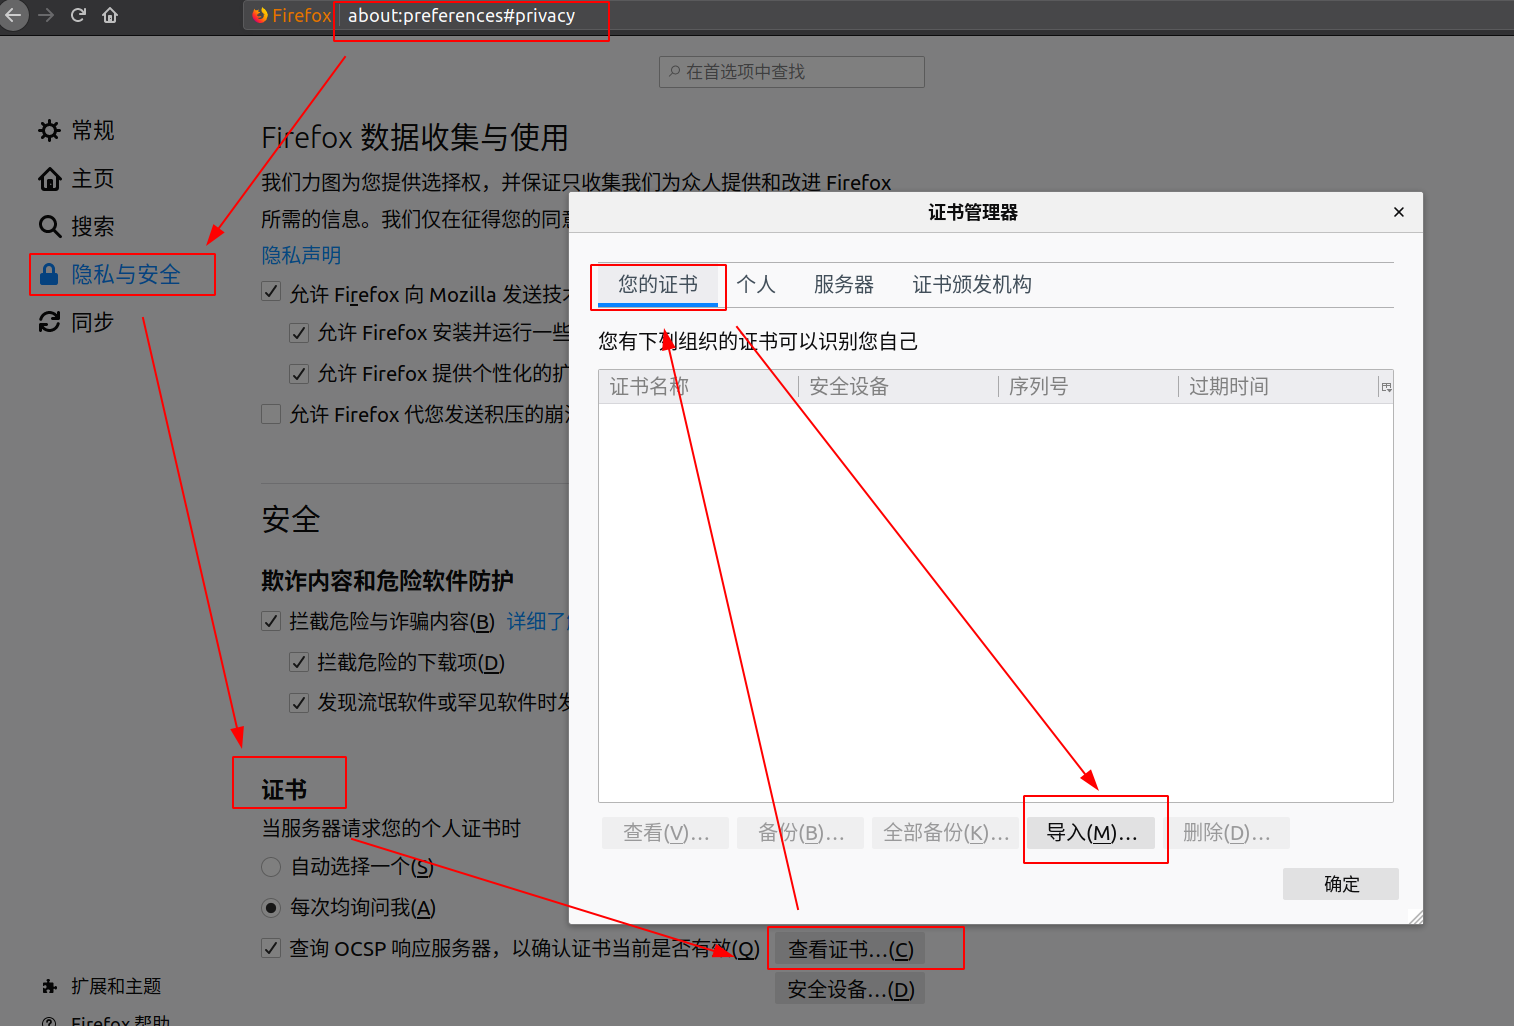 Firefox about:preferences#privacy
在首选项中查找
常规
主页
搜索
隐私与安全
同步
扩展和主题
Firefox 帮助
Firefox 数据收集与使用
我们力图为您提供选择权，并保证只收集我们为众人提供和改进 Firefox
所需的信息。我们仅在征得您的同意
隐私声明
允许 Firefox 向 Mozilla 发送技术
允许 Firefox 安装并运行一些
允许 Firefox 提供个性化的扩
允许 Firefox 代您发送积压的崩溃
安全
欺诈内容和危险软件防护
拦截危险与诈骗内容(B) 详细了解
拦截危险的下载项(D)
发现流氓软件或罕见软件时发
证书
当服务器请求您的个人证书时
自动选择一个(S)
每次均询问我(A)
查询 OCSP 响应服务器，以确认证书当前是否有效(Q)
查看证书...(C)
安全设备...(D)
证书管理器
您的证书 个人 服务器 证书颁发机构
您有下列组织的证书可以识别您自己
证书名称 安全设备 序列号 过期时间
查看(V)... 备份(B)... 全部备份(K)... 导入(M)... 删除(D)...
确定